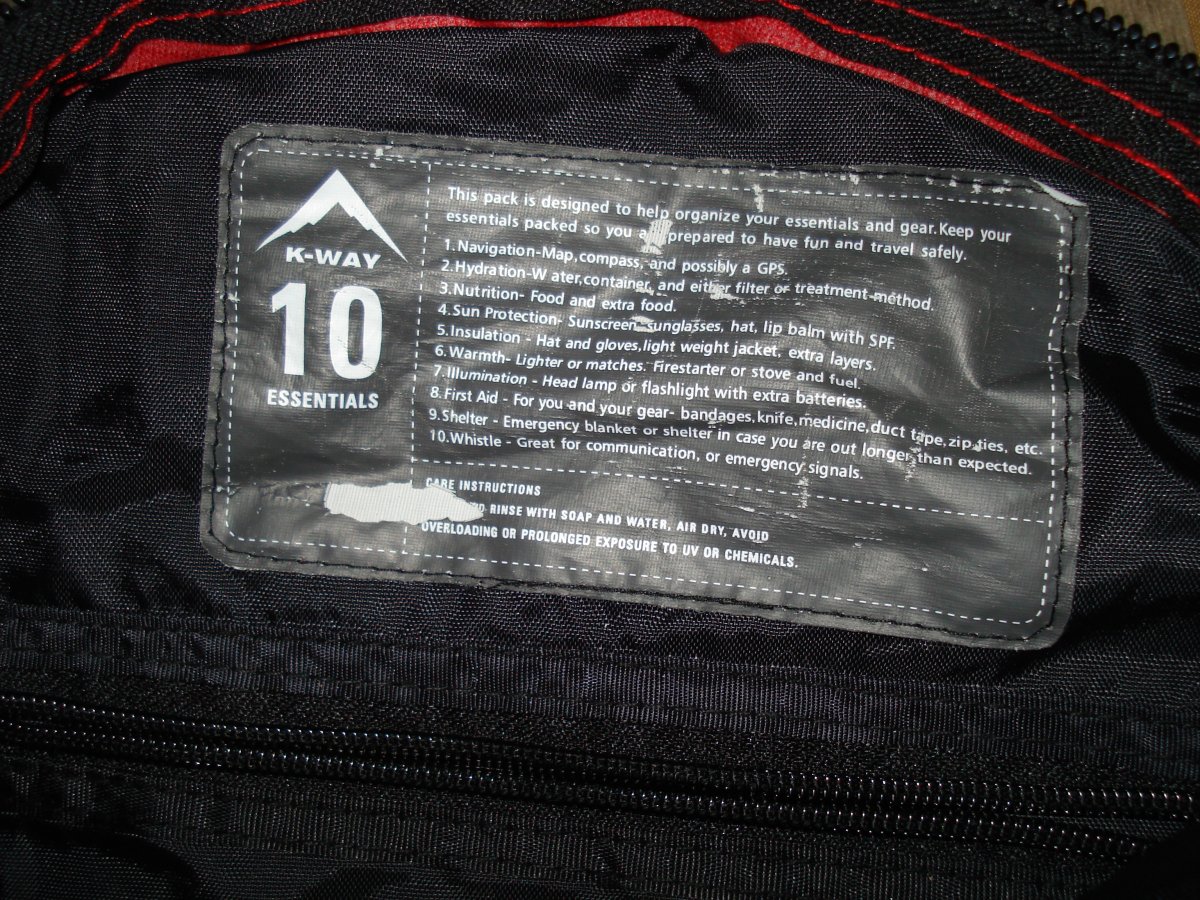 K-WAY
10
ESSENTIALS
This pack is designed to help organize your essentials and gear.Keep your
essentials packed so you prepared to have fun and travel safely.
1.Navigation-Map,compass, and possibly a GPS.
2.Hydration-W ater,container, and either filter or treatment method.
3.Nutrition- Food and extra food.
4.Sun Protection- Sunscreen, sunglasses, hat, lip balm with SPF.
5.Insulation - Hat and gloves,light weight jacket, extra layers.
6.Warmth- Lighter or matches. Firestarter or stove and fuel.
7.Illumination - Head lamp or flashlight with extra batteries.
8.First Aid - For you and your gear- bandages,knife,medicine,duct tape,zip ties, etc.
9.Shelter - Emergency blanket or shelter in case you are out longer than expected.
10.Whistle - Great for communication, or emergency signals.
CARE INSTRUCTIONS
RINSE WITH SOAP AND WATER, AIR DRY, AVOID
OVERLOADING OR PROLONGED EXPOSURE TO UV OR CHEMICALS.